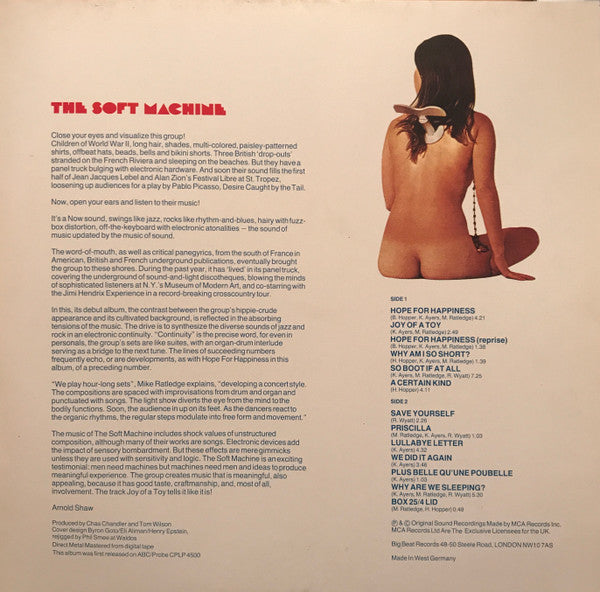 THE SOFT MACHINE
Close your eyes and visualize this group!
Children of World War II, long hair, shades, multi-colored, paisley-patterned
shirts, offbeat hats, beads, bells and bikini shorts. Three British 'drop-outs'
stranded on the French Riviera and sleeping on the beaches. But they have a
panel truck bulging with electronic hardware. And soon their sound fills the first
half of Jean Jacques Lebel and Alan Zion's Festival Libre at St. Tropez,
loosening up audiences for a play by Pablo Picasso, Desire Caught by the Tail.
Now, open your ears and listen to their music!
It's a Now sound, swings like jazz, rocks like rhythm-and-blues, hairy with fuzz-
box distortion, off-the-keyboard with electronic atonalities – the sound of
music updated by the music of sound.
The word-of-mouth, as well as critical panegyrics, from the south of France in
American, British and French underground publications, eventually brought
the group to these shores. During the past year, it has 'lived' in its panel truck,
covering the underground of sound-and-light discotheques, blowing the minds
of sophisticated listeners at N.Y.'s Museum of Modern Art, and co-starring with
the Jimi Hendrix Experience in a record-breaking crosscountry tour.
In this, its debut album, the contrast between the group's hippie-crude
appearance and its cultivated background, is reflected in the absorbing
tensions of the music. The drive is to synthesize the diverse sounds of jazz and
rock in an electronic continuity. "Continuity" is the precise word, for even in
personals, the group's sets are like suites, with an organ-drum interlude
serving as a bridge to the next tune. The lines of succeeding numbers
frequently echo, or are developments, as with Hope For Happiness in this
album, of a preceding number.
"We play hour-long sets", Mike Ratledge explains, "developing a concert style.
The compositions are spaced with improvisations from drum and organ and
punctuated with songs. The light show diverts the eye from the mind to the
bodily functions. Soon, the audience in up on its feet. As the dancers react to
the organic rhythms, the regular steps modulate into free form and movement."
The music of The Soft Machine includes shock values of unstructured
composition, although many of their works are songs. Electronic devices add
the impact of sensory bombardment. But these effects are mere gimmicks
unless they are used with sensitivity and logic. The Soft Machine is an exciting
testimonial: men need machines but machines need men and ideas to produce
meaningful experience. The group creates music that is meaningful, also
appealing, because it has good taste, craftmanship, and, most of all,
involvement. The track Joy of a Toy tells it like it is!
Arnold Shaw
Produced by Chas Chandler and Tom Wilson
Cover design Byron Goto/Eli Aliman/Henry Epstein,
rejigged by Phil Smee at Waldos
Direct Metal Mastered from digital tape
This album was first released on ABC/Probe CPLP 4500
SIDE 1
HOPE FOR HAPPINESS
(B. Hopper, K. Ayers, M. Ratledge) 4.21
JOY OF A TOY
(K. Ayers, M. Ratledge) 2.49
HOPE FOR HAPPINESS (reprise)
(B. Hopper, K. Ayers, M. Ratledge) 1.38
WHY AM I SO SHORT?
(H. Hopper, K. Ayers, M. Ratledge) 1.39
SO BOOT IF AT ALL
(K. Ayers, M. Ratledge, R. Wyatt) 7.25
A CERTAIN KIND
(H. Hopper) 4.11
SIDE 2
SAVE YOURSELF
(R. Wyatt) 2.26
PRISCILLA
(M. Ratledge, K. Ayers, R. Wyatt) 1.03
LULLABYE LETTER
(K. Ayers) 4.32
WE DID IT AGAIN
(K. Ayers) 3.46
PLUS BELLE QU'UNE POUBELLE
(K. Ayers) 1.03
WHY ARE WE SLEEPING?
(K. Ayers, M. Ratledge, R. Wyatt) 5.30
BOX 25/4 LID
(M. Ratledge, H. Hopper) 0.48
℗ & © Original Sound Recordings Made by MCA Records Inc.
MCA Records Ltd Are The Exclusive Licensees for the UK.
Big Beat Records 48-50 Steele Road, LONDON NW10 7AS
Made in West Germany